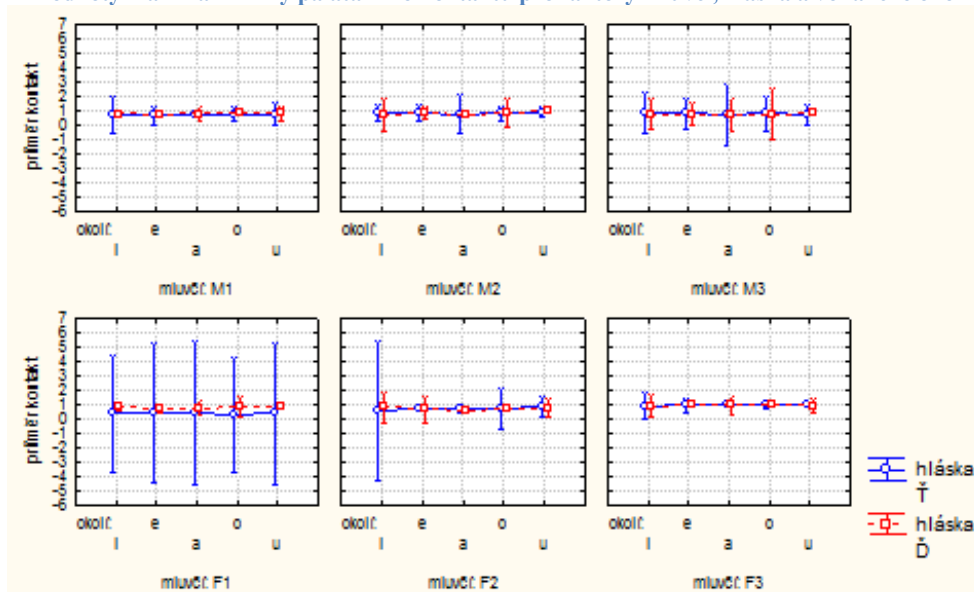 7
6
5
4
3
2
1
0
-1
-2
-3
-4
-5
-6
průměr kontakt
okolí: e o
i a u
mluvčí: M1
okolí: e o
i a u
mluvčí: M2
okolí: e o
i a u
mluvčí: M3
7
6
5
4
3
2
1
0
-1
-2
-3
-4
-5
-6
průměr kontakt
okolí: e o
i a u
mluvčí: F1
okolí: e o
i a u
mluvčí: F2
okolí: e o
i a u
mluvčí: F3
hláska
Ť
hláska
Ď